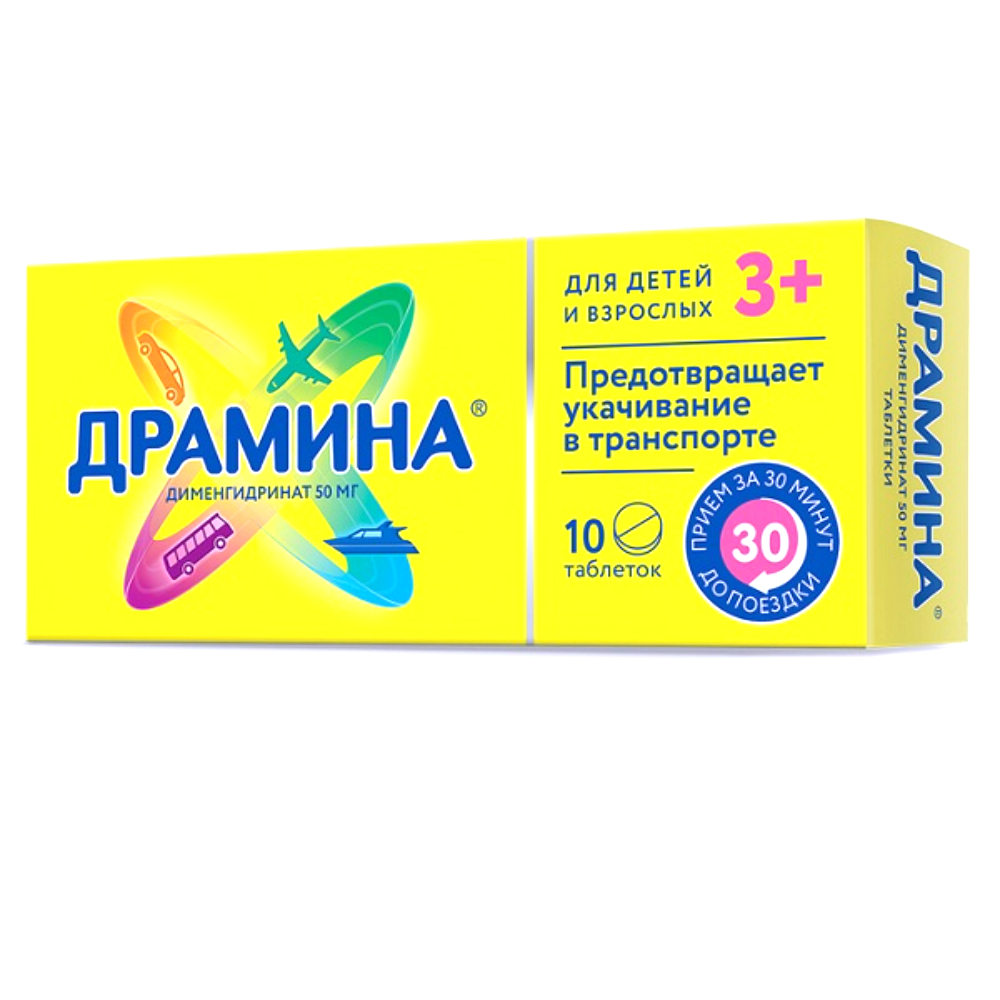 ДРАМИНА®
ДИМЕНГИДРИНАТ 50 МГ
ДЛЯ ДЕТЕЙ
И ВЗРОСЛЫХ
3+
Предотвращает
укачивание
в транспорте
10
таблеток
ПРИЕМ ЗА 30 МИНУТ
30
ДО ПОЕЗДКИ
ДРАМИНА®
ДИМЕНГИДРИНАТ 50 МГ
ТАБЛЕТКИ